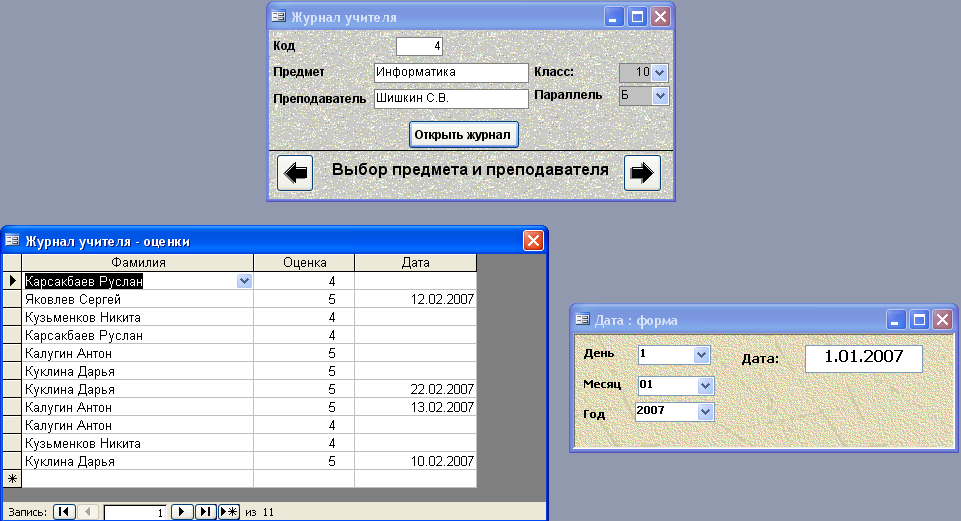 Журнал учителя
Код 4
Предмет Информатика Класс: 10
Преподаватель Шишкин С.В. Параллель Б
Открыть журнал
Выбор предмета и преподавателя
Журнал учителя - оценки
Фамилия Оценка Дата
Карсакбаев Руслан 4
Яковлев Сергей 5 12.02.2007
Кузьменков Никита 4
Карсакбаев Руслан 4
Калугин Антон 5
Куклина Дарья 5
Куклина Дарья 5 22.02.2007
Калугин Антон 5 13.02.2007
Калугин Антон 4
Кузьменков Никита 4
Куклина Дарья 5 10.02.2007
Запись: 1 из 11
Дата : форма
День 1 Дата: 1.01.2007
Месяц 01
Год 2007